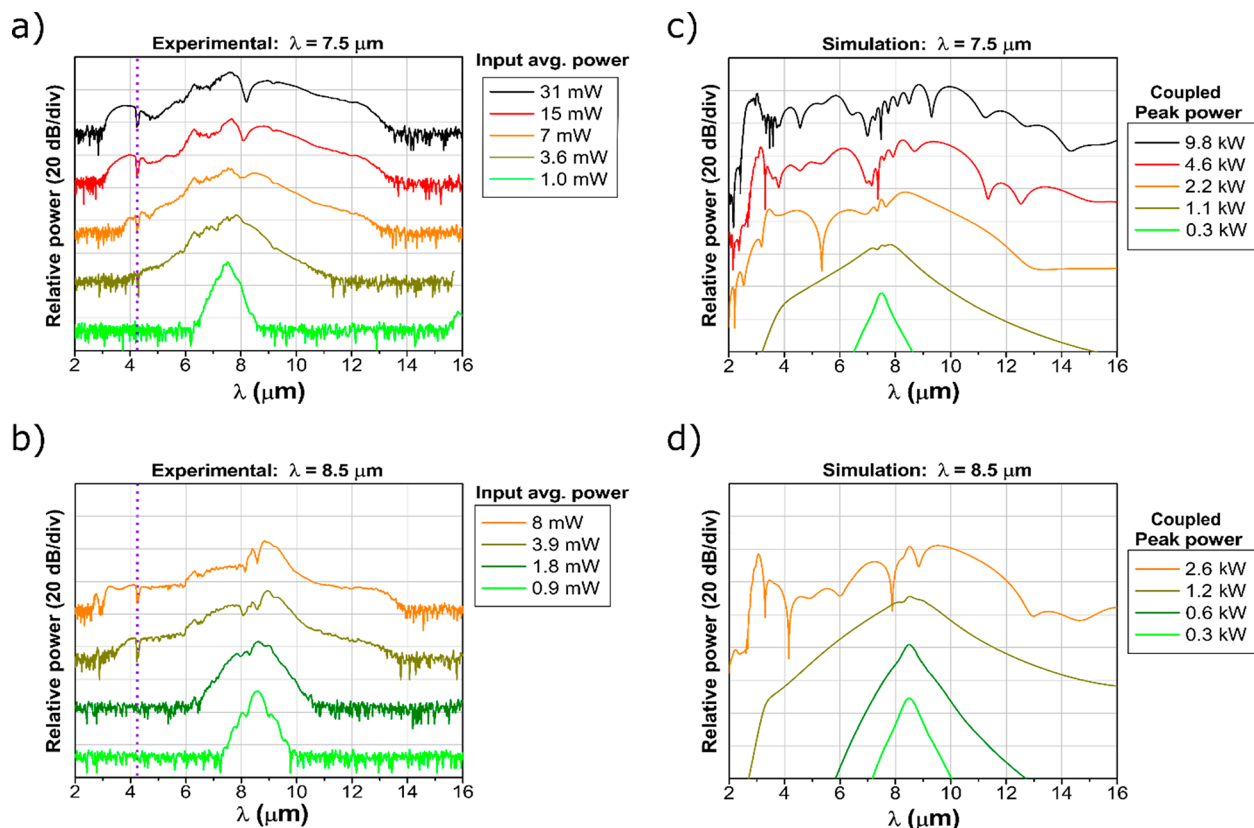 a)
Experimental: λ = 7.5 μm
Relative power (20 dB/div)
2 4 6 8 10 12 14 16
λ (μm)
Input avg. power
31 mW
15 mW
7 mW
3.6 mW
1.0 mW
c)
Simulation: λ = 7.5 μm
Relative power (20 dB/div)
2 4 6 8 10 12 14 16
λ (μm)
Coupled
Peak power
9.8 kW
4.6 kW
2.2 kW
1.1 kW
0.3 kW
b)
Experimental: λ = 8.5 μm
Relative power (20 dB/div)
2 4 6 8 10 12 14 16
λ (μm)
Input avg. power
8 mW
3.9 mW
1.8 mW
0.9 mW
d)
Simulation: λ = 8.5 μm
Relative power (20 dB/div)
2 4 6 8 10 12 14 16
λ (μm)
Coupled
Peak power
2.6 kW
1.2 kW
0.6 kW
0.3 kW